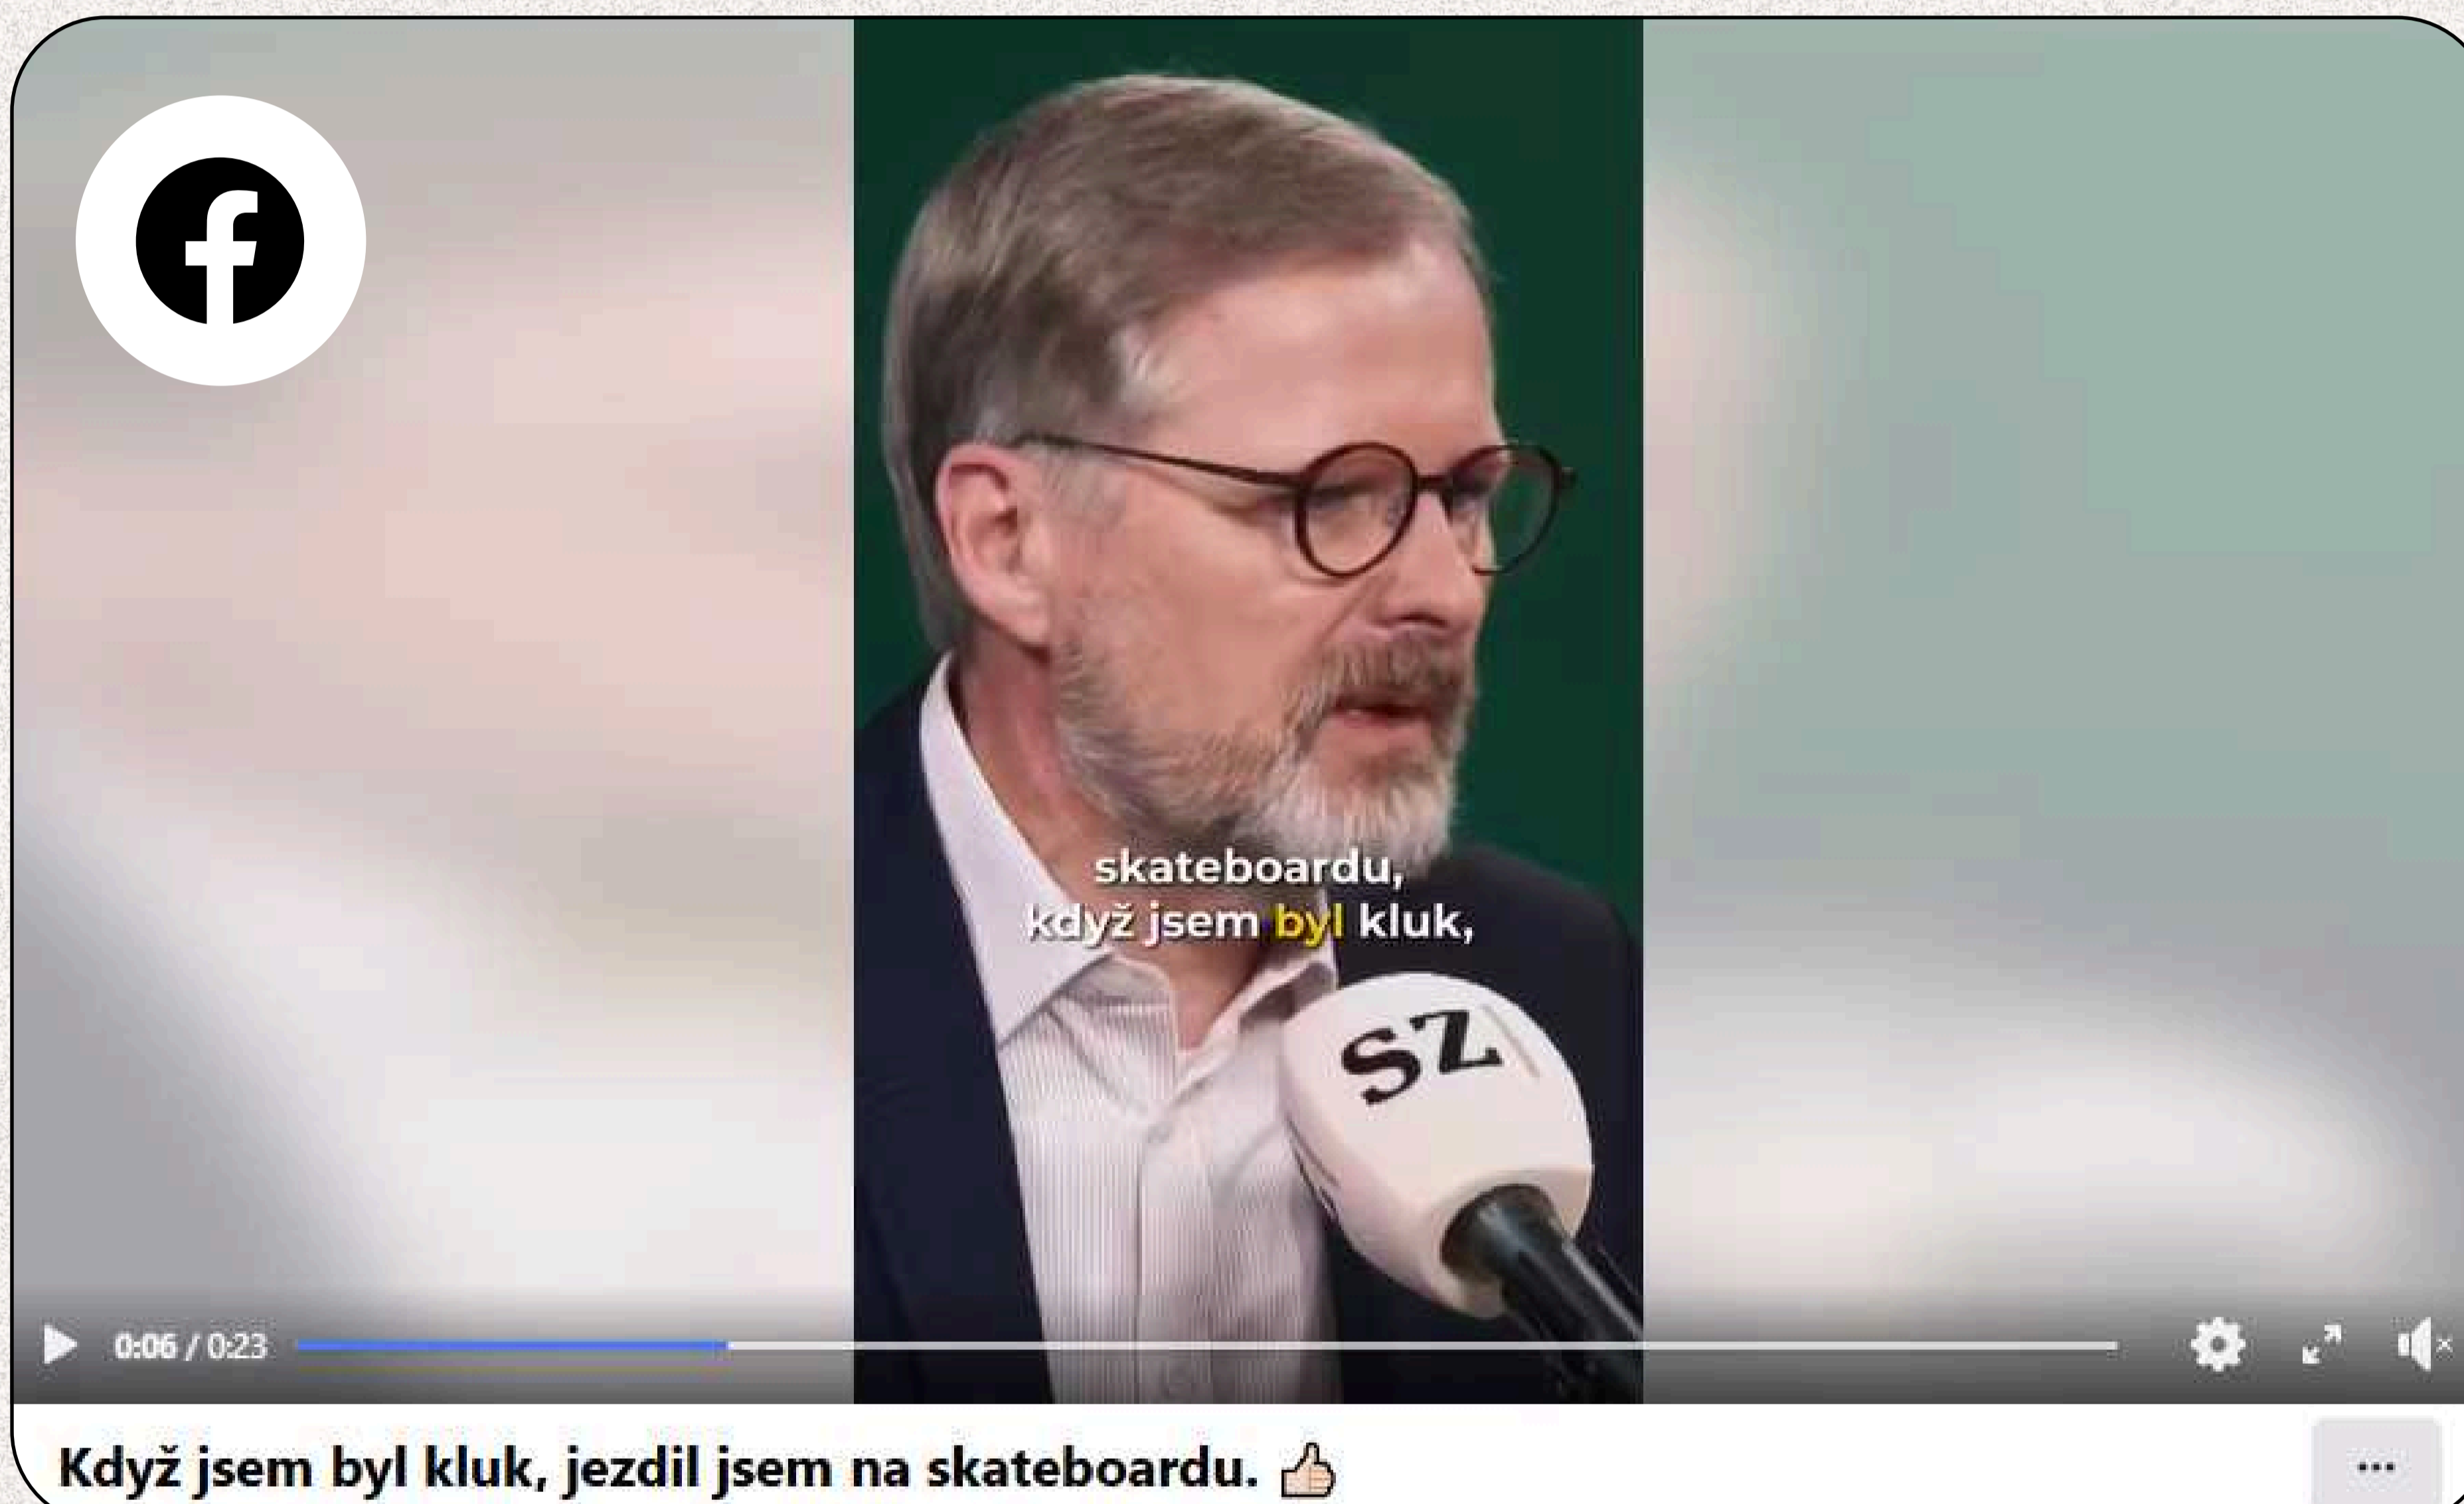 skateboardu,
když jsem byl kluk,
SZ
0:06 / 0:23
Když jsem byl kluk, jezdil jsem na skateboardu. 👍🏻